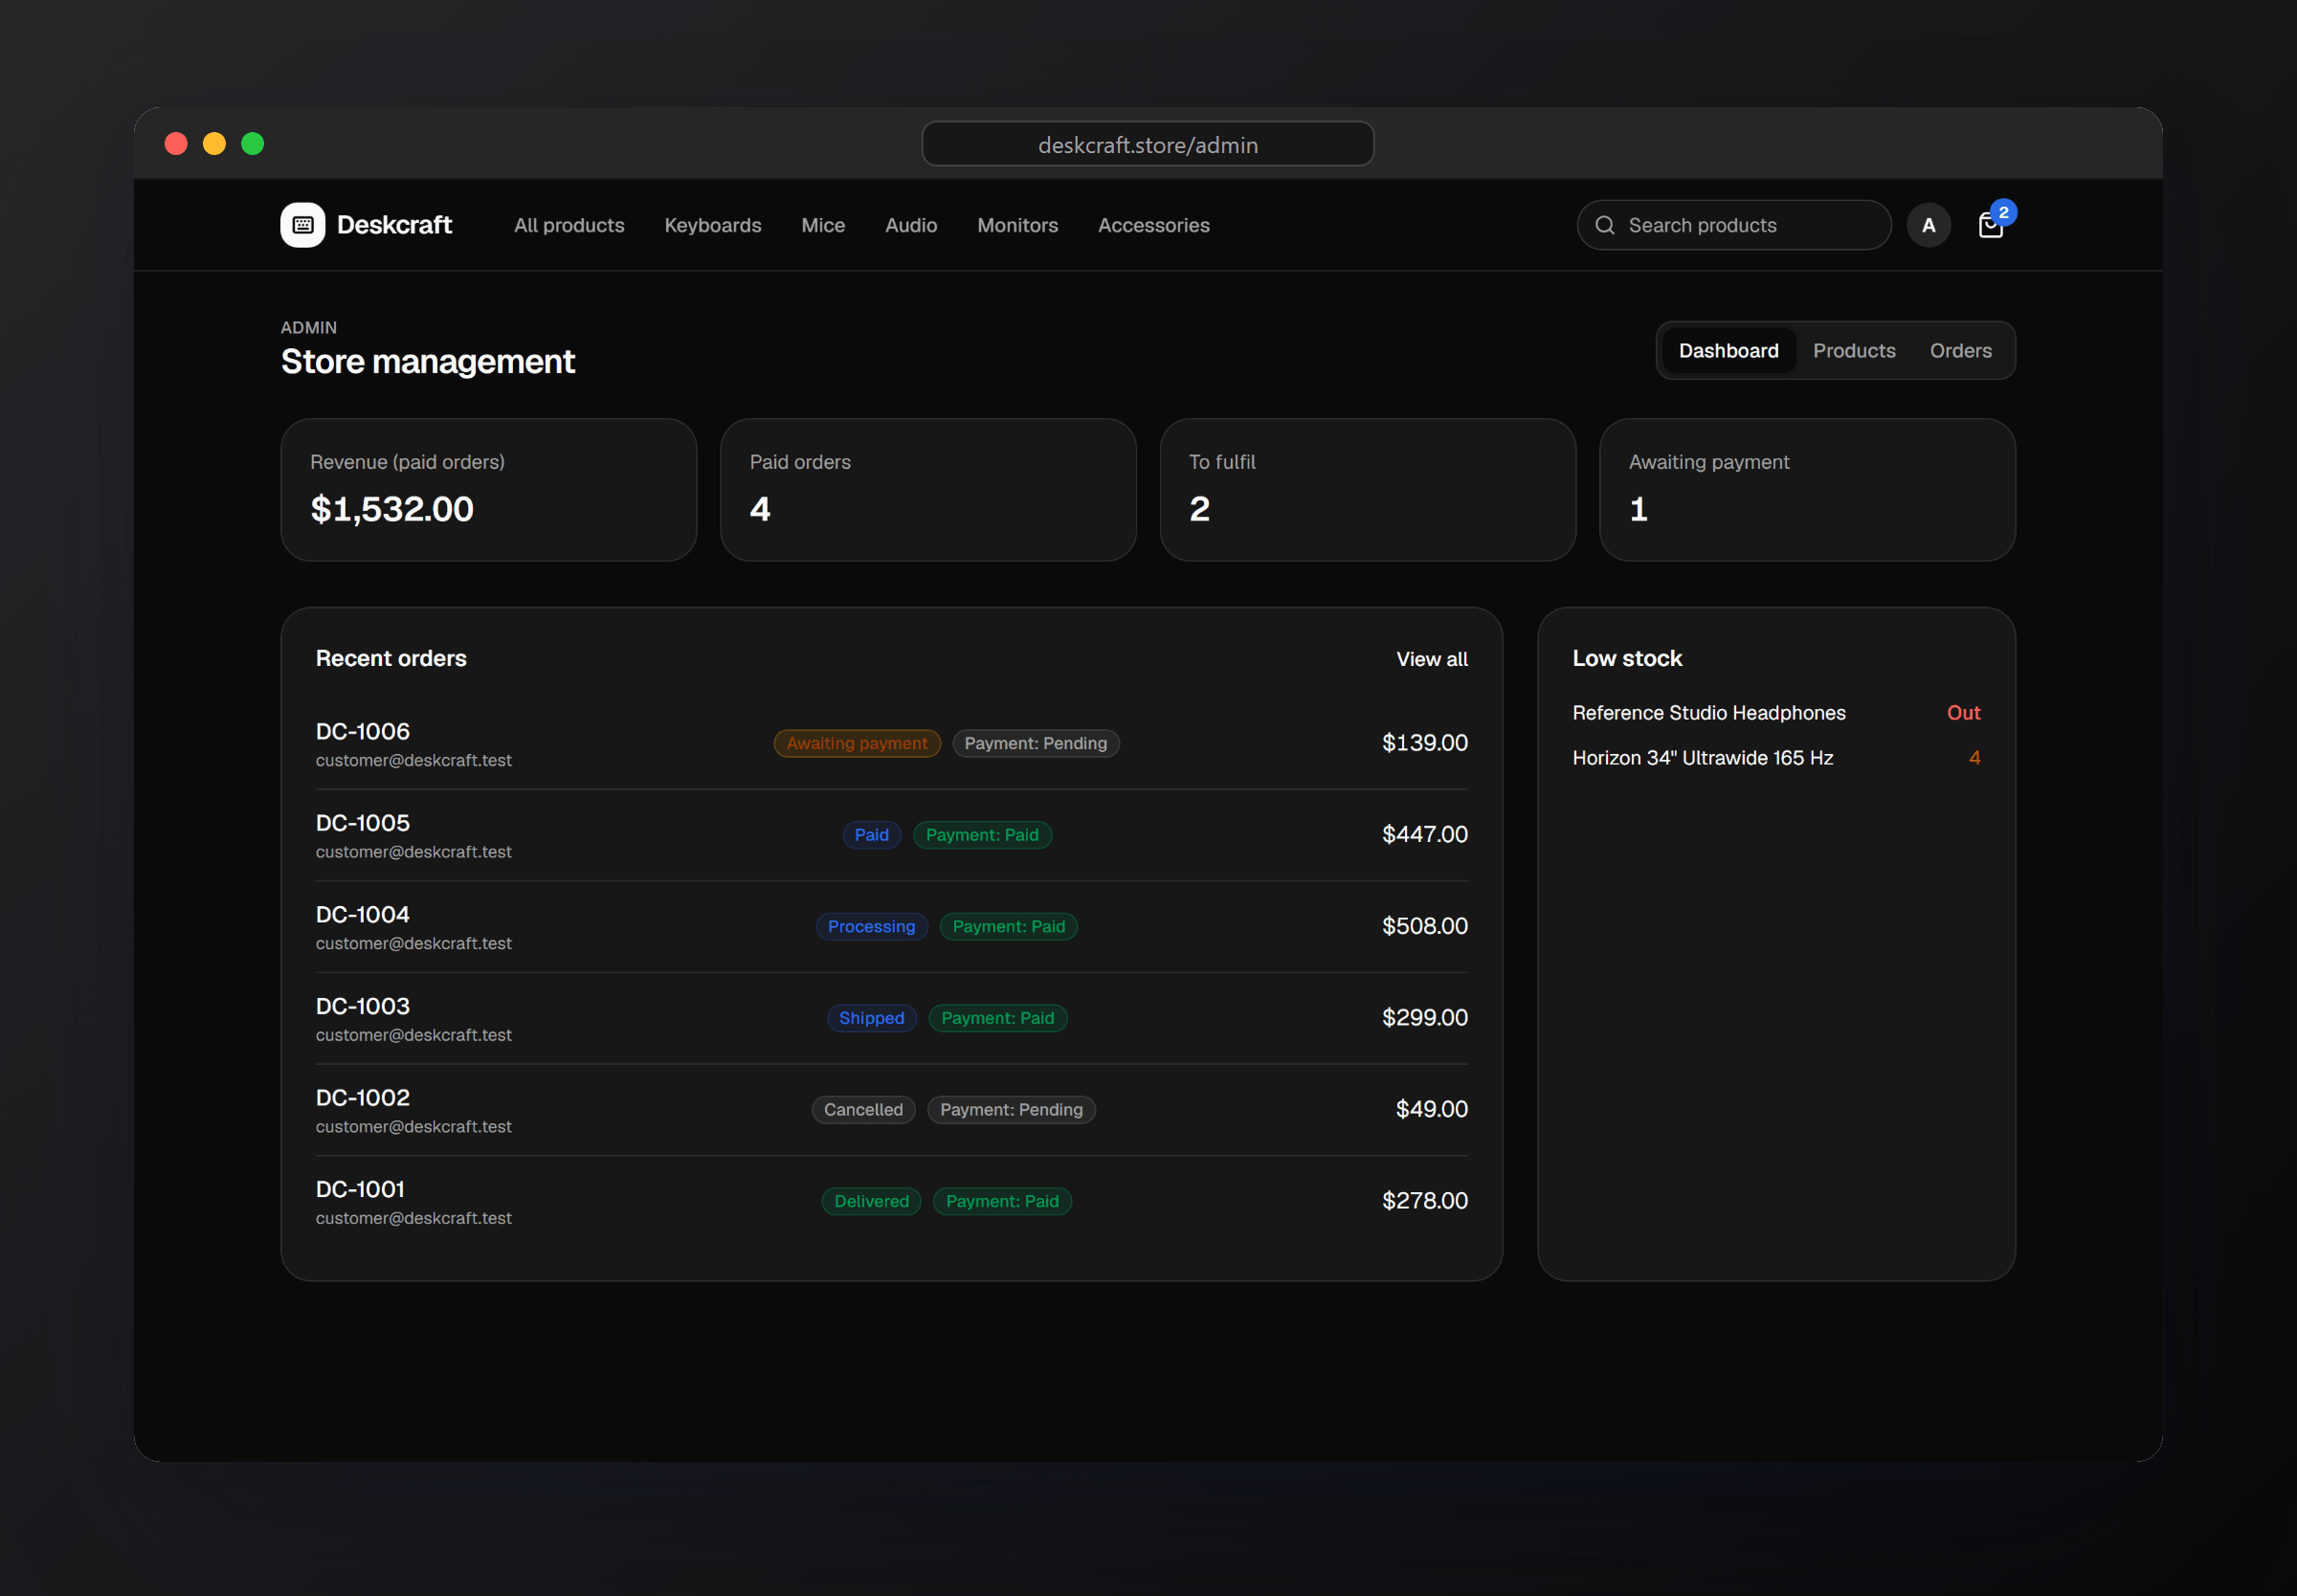 deskcraft.store/admin
Deskcraft All products Keyboards Mice Audio Monitors Accessories Search products A 2
ADMIN
Store management
Dashboard Products Orders
Revenue (paid orders)
$1,532.00
Paid orders
4
To fulfil
2
Awaiting payment
1
Recent orders View all
DC-1006
customer@deskcraft.test
Awaiting payment Payment: Pending $139.00
DC-1005
customer@deskcraft.test
Paid Payment: Paid $447.00
DC-1004
customer@deskcraft.test
Processing Payment: Paid $508.00
DC-1003
customer@deskcraft.test
Shipped Payment: Paid $299.00
DC-1002
customer@deskcraft.test
Cancelled Payment: Pending $49.00
DC-1001
customer@deskcraft.test
Delivered Payment: Paid $278.00
Low stock
Reference Studio Headphones Out
Horizon 34" Ultrawide 165 Hz 4